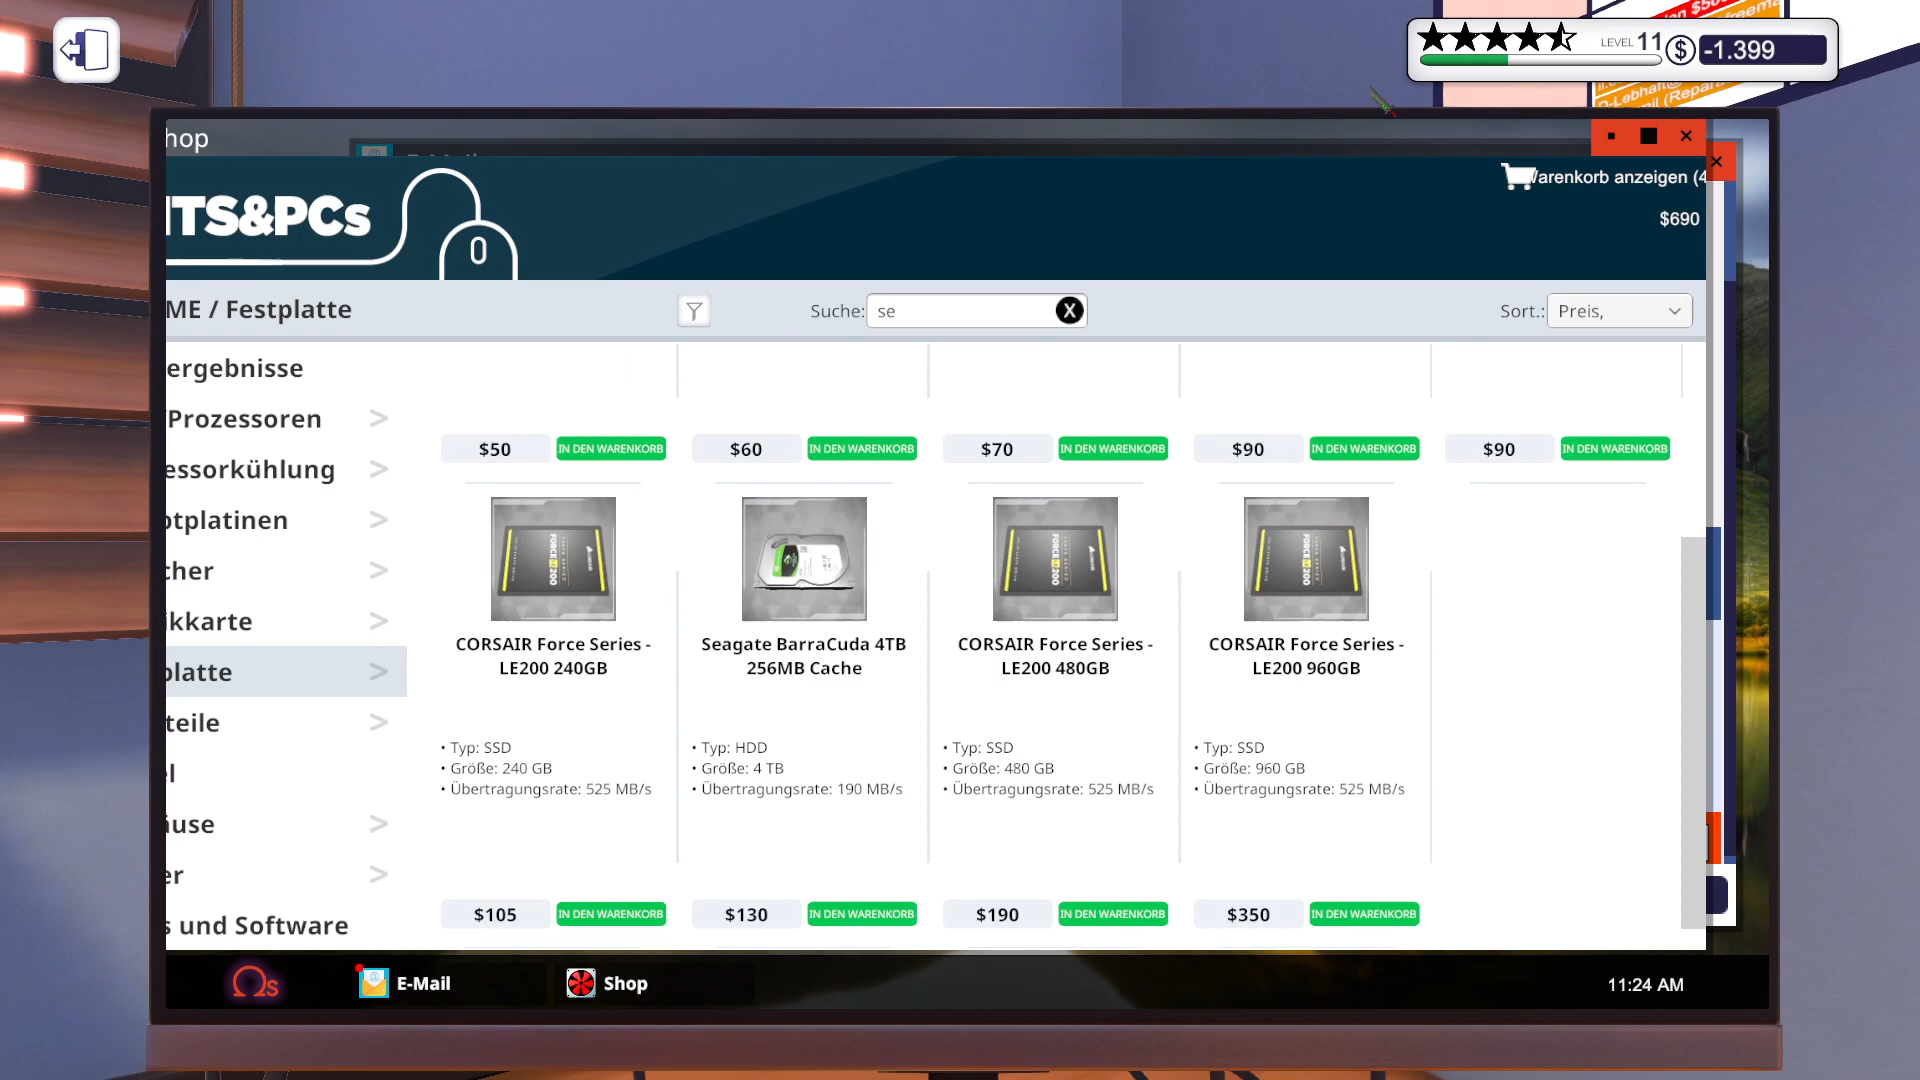 LEVEL 11
$ -1.399
hop
ITS&PCs
Warenkorb anzeigen (4
$690
ME / Festplatte
Suche: se X
Sort.: Preis,
ergebnisse
/Prozessoren >
essorkühlung >
ptplatinen >
cher >
ikkarte >
platte >
teile >
el
äuse >
er >
s und Software
$50 IN DEN WARENKORB
$60 IN DEN WARENKORB
$70 IN DEN WARENKORB
$90 IN DEN WARENKORB
$90 IN DEN WARENKORB
CORSAIR Force Series -
LE200 240GB
• Typ: SSD
• Größe: 240 GB
• Übertragungsrate: 525 MB/s
$105 IN DEN WARENKORB
Seagate BarraCuda 4TB
256MB Cache
• Typ: HDD
• Größe: 4 TB
• Übertragungsrate: 190 MB/s
$130 IN DEN WARENKORB
CORSAIR Force Series -
LE200 480GB
• Typ: SSD
• Größe: 480 GB
• Übertragungsrate: 525 MB/s
$190 IN DEN WARENKORB
CORSAIR Force Series -
LE200 960GB
• Typ: SSD
• Größe: 960 GB
• Übertragungsrate: 525 MB/s
$350 IN DEN WARENKORB
Ωs
E-Mail
Shop
11:24 AM